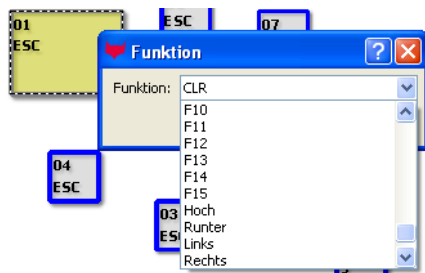 01
ESC
ESC
07
Funktion
Funktion: CLR
F10
F11
F12
F13
F14
F15
Hoch
Runter
Links
Rechts
04
ESC
03